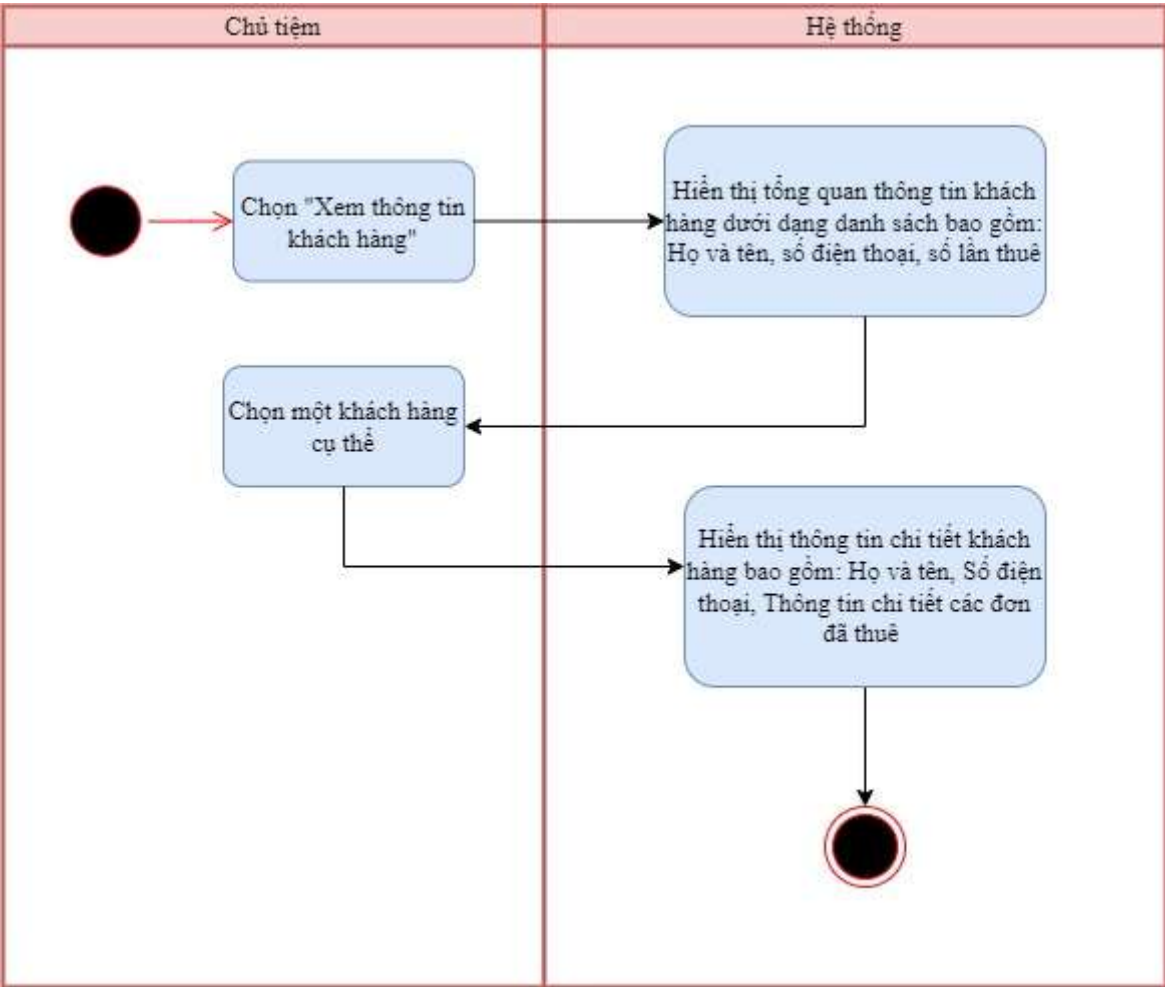 Chủ tiệm
Hệ thống
Chọn "Xem thông tin
khách hàng"
Hiển thị tổng quan thông tin khách
hàng dưới dạng danh sách bao gồm:
Họ và tên, số điện thoại, số lần thuê
Chọn một khách hàng
cụ thể
Hiển thị thông tin chi tiết khách
hàng bao gồm: Họ và tên, Số điện
thoại, Thông tin chi tiết các đơn
đã thuê